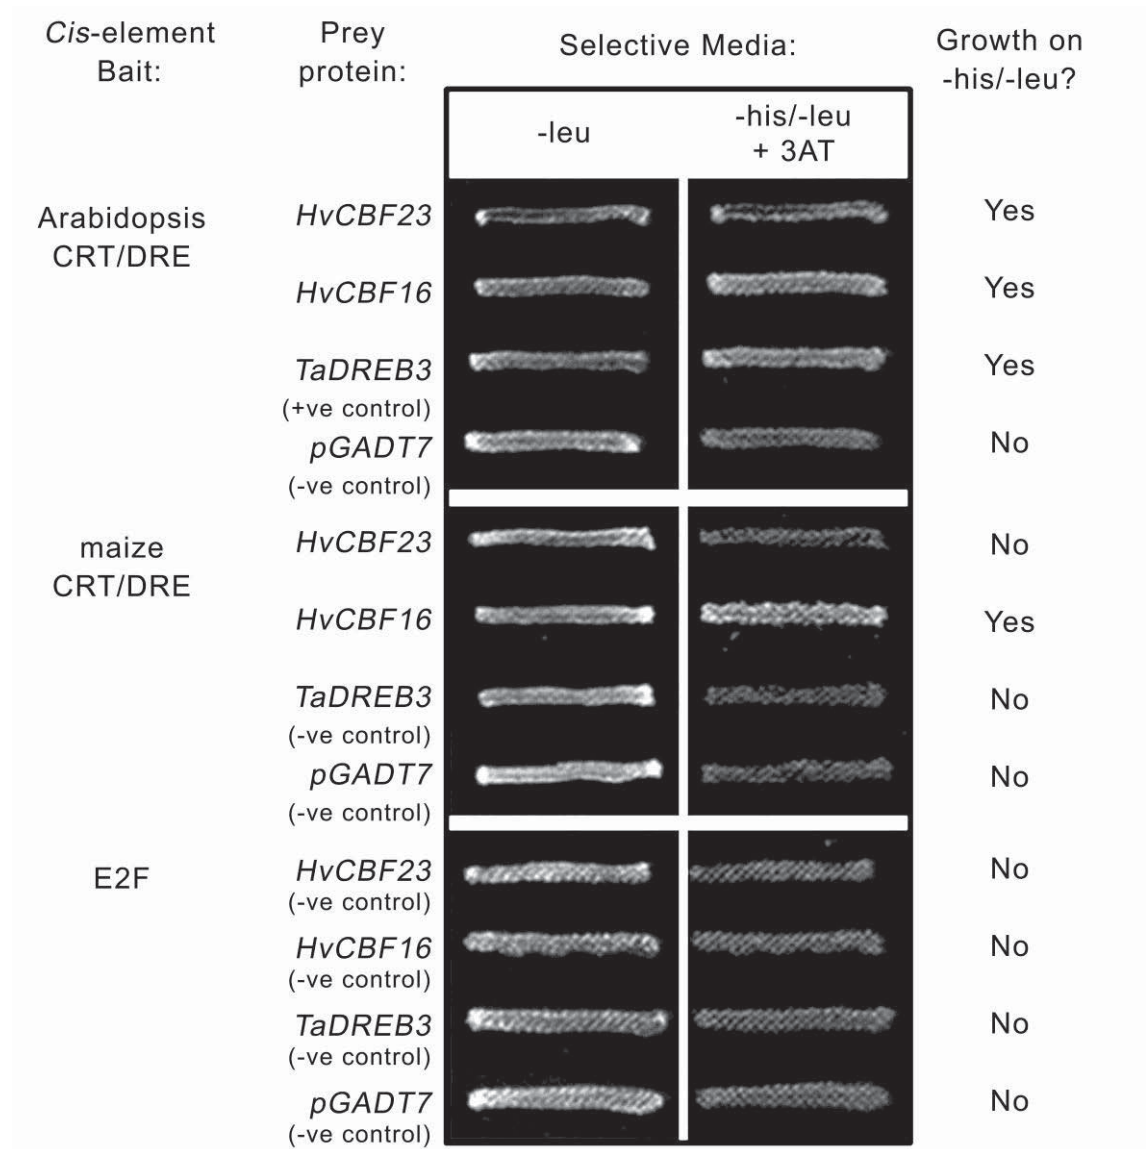 Cis-element
Bait:
Prey
protein:
Selective Media:
Growth on
-his/-leu?
-leu
-his/-leu
+ 3AT
Arabidopsis
CRT/DRE
HvCBF23
Yes
HvCBF16
Yes
TaDREB3
(+ve control)
Yes
pGADT7
(-ve control)
No
maize
CRT/DRE
HvCBF23
No
HvCBF16
Yes
TaDREB3
(-ve control)
No
pGADT7
(-ve control)
No
E2F
HvCBF23
(-ve control)
No
HvCBF16
(-ve control)
No
TaDREB3
(-ve control)
No
pGADT7
(-ve control)
No